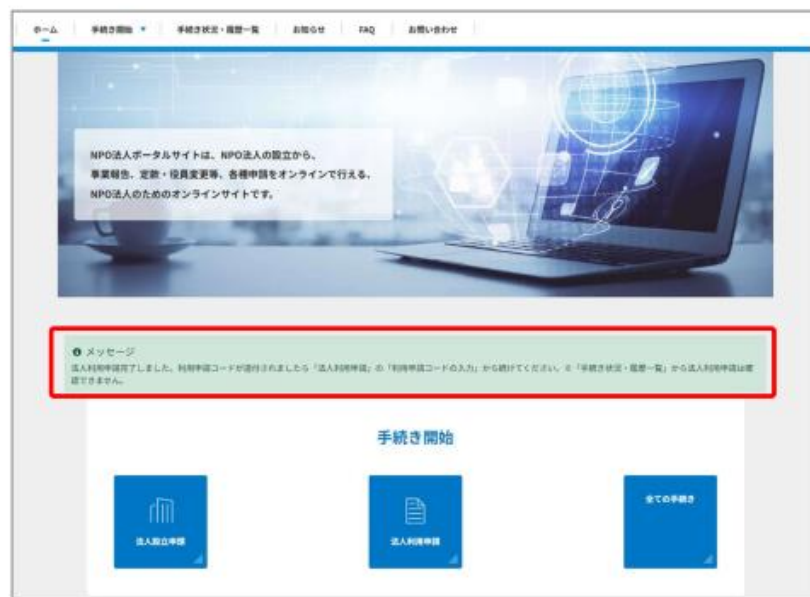 ホーム
手続き開始 ▼
手続き状況・履歴一覧
お知らせ
FAQ
お問い合わせ
NPO法人ポータルサイトは、NPO法人の設立から、
事業報告、定款・役員変更等、各種申請をオンラインで行える、
NPO法人のためのオンラインサイトです。
メッセージ
法人利用申請完了しました。利用申請コードが送付されましたら「法人利用申請」の「利用申請コードの入力」から続けてください。※「手続き状況・履歴一覧」から法人利用申請は確
認できません。
手続き開始
法人設立申請
法人利用申請
全ての手続き